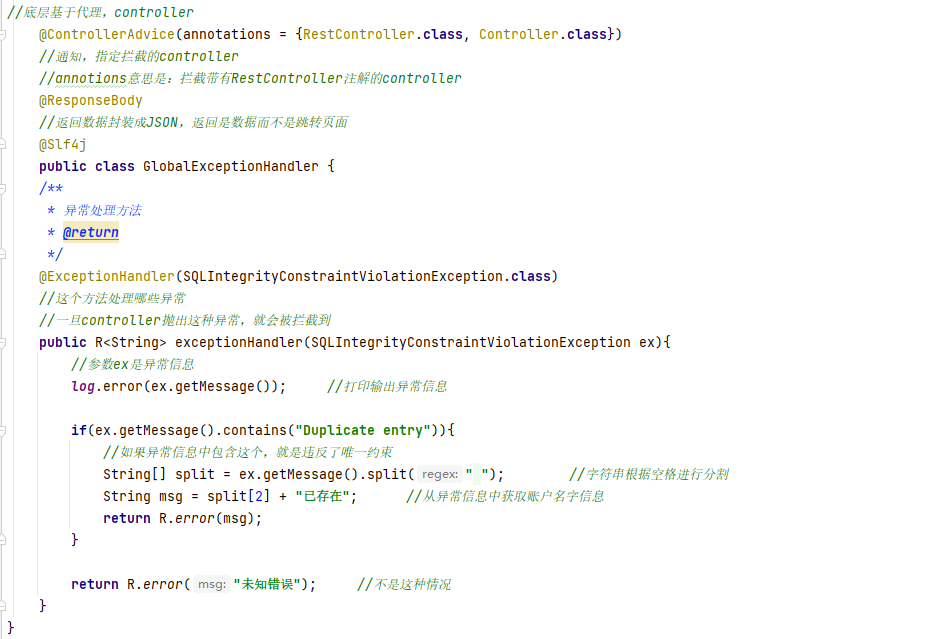 //底层基于代理，controller
@ControllerAdvice(annotations = {RestController.class, Controller.class})
//通知，指定拦截的controller
//annotions意思是：拦截带有RestController注解的controller
@ResponseBody
//返回数据封装成JSON，返回是数据而不是跳转页面
@Slf4j
public class GlobalExceptionHandler {
/**
* 异常处理方法
* @return
*/
@ExceptionHandler(SQLIntegrityConstraintViolationException.class)
//这个方法处理哪些异常
//一旦controller抛出这种异常，就会被拦截到
public R<String> exceptionHandler(SQLIntegrityConstraintViolationException ex){
//参数ex是异常信息
log.error(ex.getMessage());     //打印输出异常信息
if(ex.getMessage().contains("Duplicate entry")){
//如果异常信息中包含这个，就是违反了唯一约束
String[] split = ex.getMessage().split( regex: " ");        //字符串根据空格进行分割
String msg = split[2] + "已存在";      //从异常信息中获取账户名字信息
return R.error(msg);
}
return R.error( msg: "未知错误");     //不是这种情况
}
}